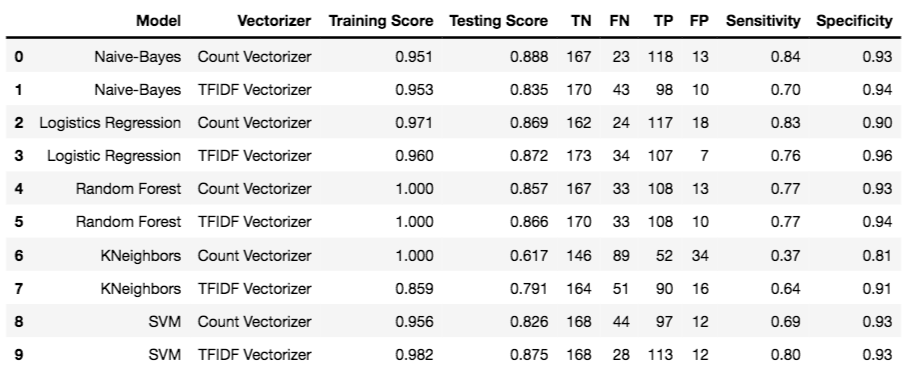 Model Vectorizer Training Score Testing Score TN FN TP FP Sensitivity Specificity
0 Naive-Bayes Count Vectorizer 0.951 0.888 167 23 118 13 0.84 0.93
1 Naive-Bayes TFIDF Vectorizer 0.953 0.835 170 43 98 10 0.70 0.94
2 Logistics Regression Count Vectorizer 0.971 0.869 162 24 117 18 0.83 0.90
3 Logistic Regression TFIDF Vectorizer 0.960 0.872 173 34 107 7 0.76 0.96
4 Random Forest Count Vectorizer 1.000 0.857 167 33 108 13 0.77 0.93
5 Random Forest TFIDF Vectorizer 1.000 0.866 170 33 108 10 0.77 0.94
6 KNeighbors Count Vectorizer 1.000 0.617 146 89 52 34 0.37 0.81
7 KNeighbors TFIDF Vectorizer 0.859 0.791 164 51 90 16 0.64 0.91
8 SVM Count Vectorizer 0.956 0.826 168 44 97 12 0.69 0.93
9 SVM TFIDF Vectorizer 0.982 0.875 168 28 113 12 0.80 0.93